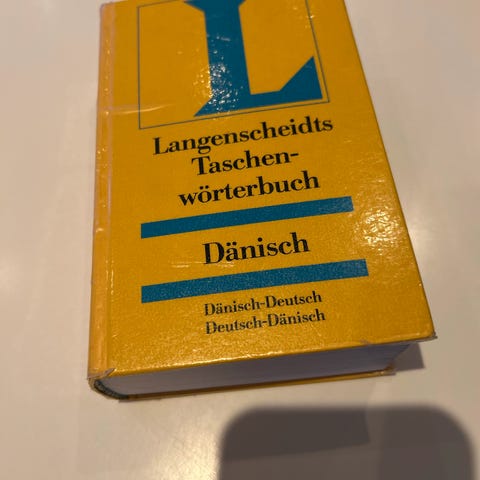 L
Langenscheidts
Taschen-
wörterbuch
Dänisch
Dänisch-Deutsch
Deutsch-Dänisch